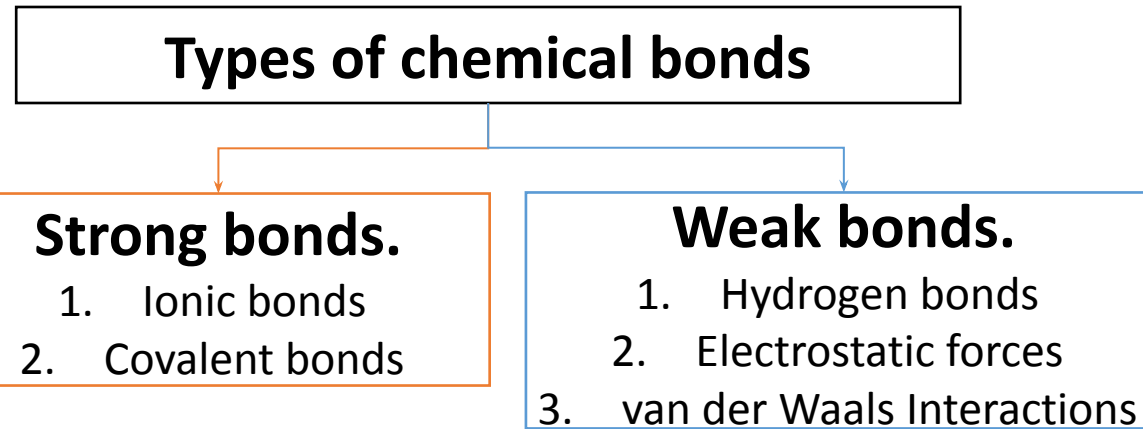 Types of chemical bonds
Strong bonds.
1. Ionic bonds
2. Covalent bonds
Weak bonds.
1. Hydrogen bonds
2. Electrostatic forces
3. van der Waals Interactions